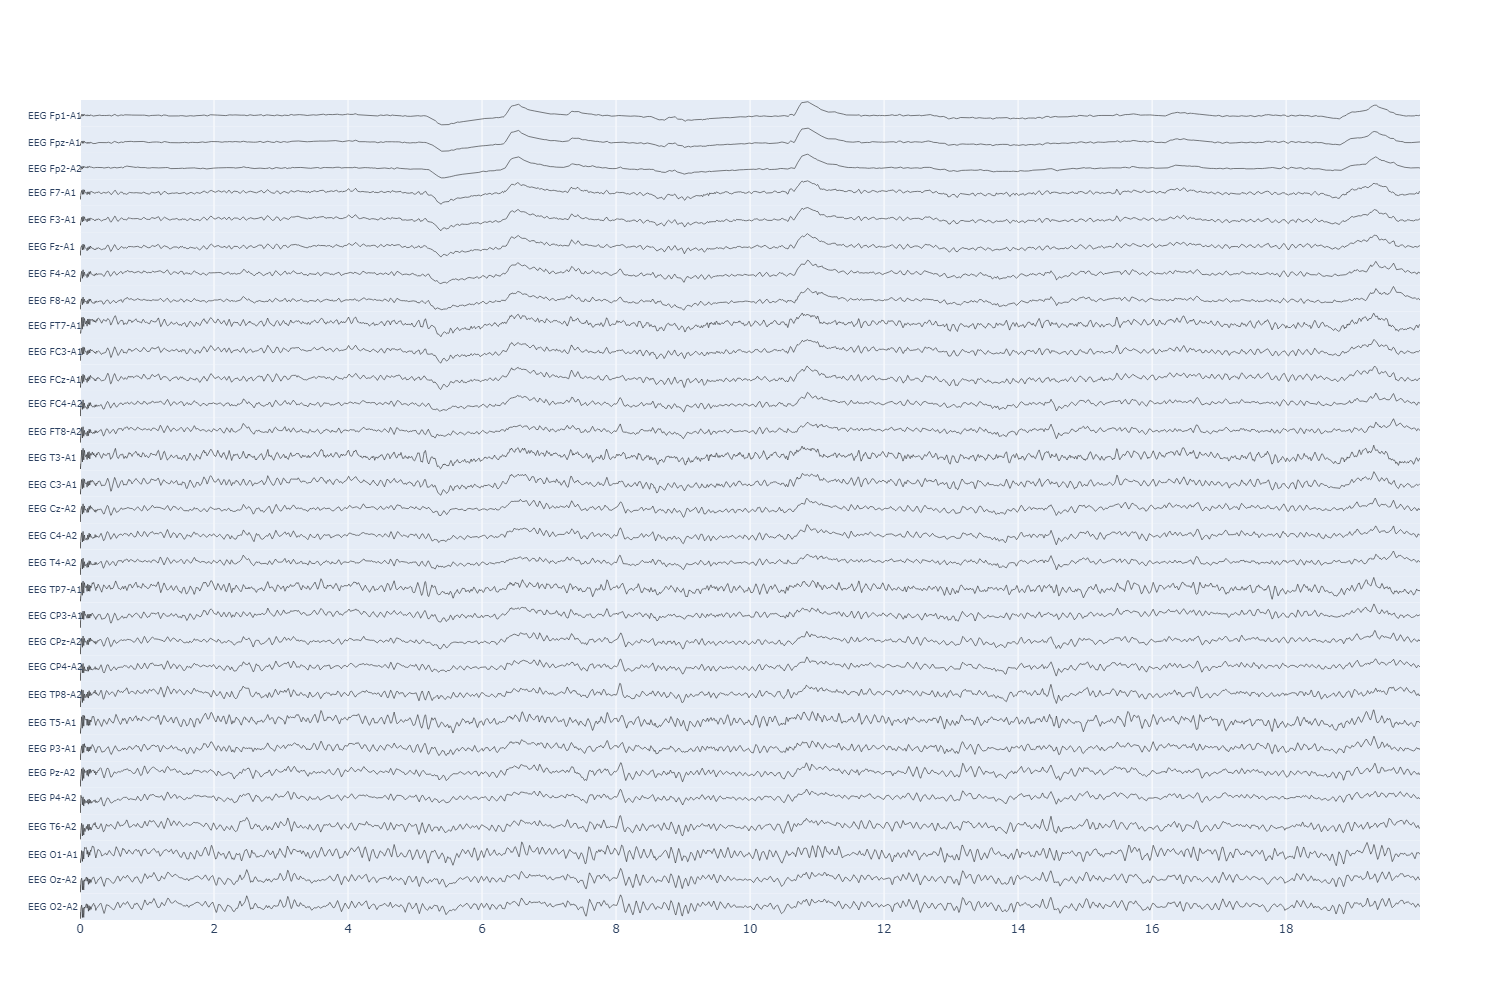 EEG Fp1-A1
EEG Fpz-A1
EEG Fp2-A2
EEG F7-A1
EEG F3-A1
EEG Fz-A1
EEG F4-A2
EEG F8-A2
EEG FT7-A1
EEG FC3-A1
EEG FCz-A1
EEG FC4-A2
EEG FT8-A2
EEG T3-A1
EEG C3-A1
EEG Cz-A2
EEG C4-A2
EEG T4-A2
EEG TP7-A1
EEG CP3-A1
EEG CPz-A2
EEG CP4-A2
EEG TP8-A2
EEG T5-A1
EEG P3-A1
EEG Pz-A2
EEG P4-A2
EEG T6-A2
EEG O1-A1
EEG Oz-A2
EEG O2-A2
0 2 4 6 8 10 12 14 16 18